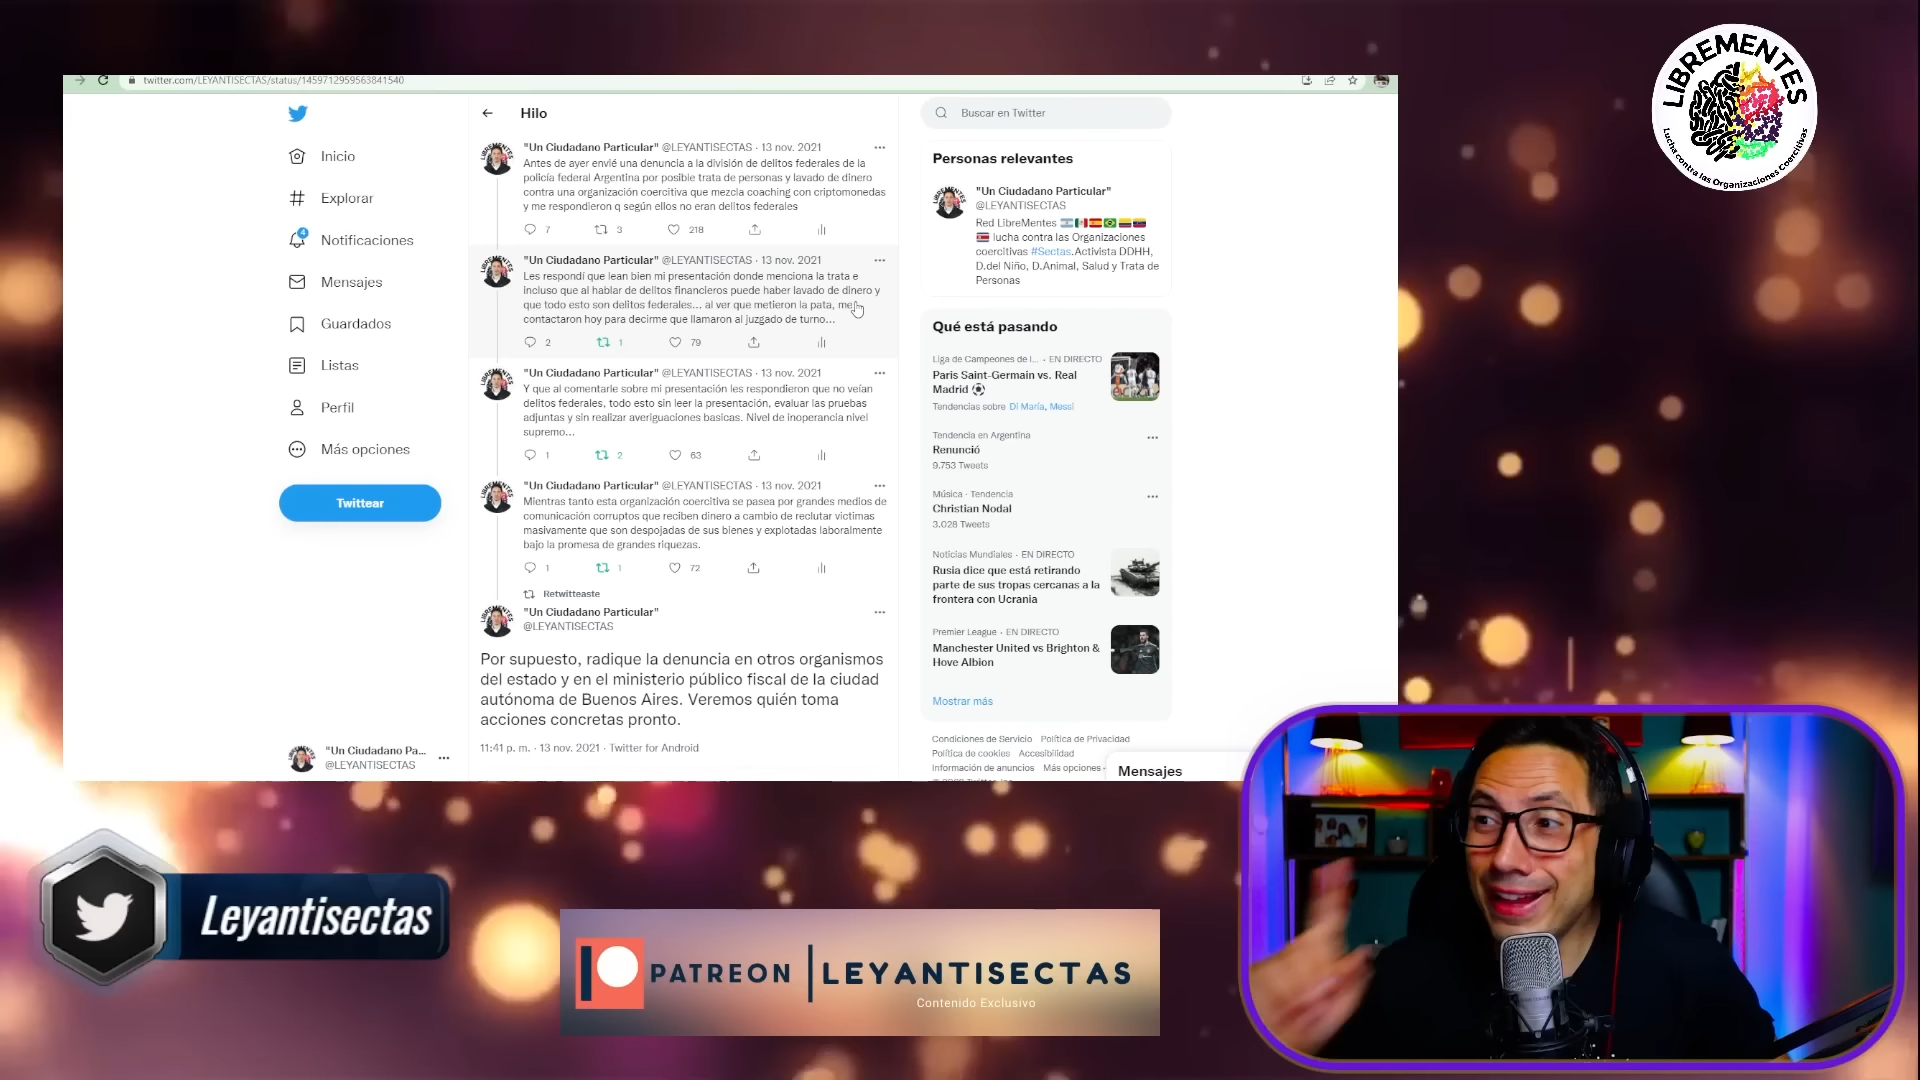 twitter.com/LEYANTISECTAS/status/1459712959563841540
LIBREMENTES
Lucha contra las Organizaciones Coercitivas
Inicio
Explorar
4
Notificaciones
Mensajes
Guardados
Listas
Perfil
Más opciones
Twittear
"Un Ciudadano Pa...
@LEYANTISECTAS
Hilo
"Un Ciudadano Particular" @LEYANTISECTAS · 13 nov. 2021
Antes de ayer envié una denuncia a la división de delitos federales de la
policía federal Argentina por posible trata de personas y lavado de dinero
contra una organización coercitiva que mezcla coaching con criptomonedas
y me respondieron q según ellos no eran delitos federales
7 3 218
"Un Ciudadano Particular" @LEYANTISECTAS · 13 nov. 2021
Les respondí que lean bien mi presentación donde menciona la trata e
incluso que al hablar de delitos financieros puede haber lavado de dinero y
que todo esto son delitos federales... al ver que metieron la pata, me
contactaron hoy para decirme que llamaron al juzgado de turno...
2 1 79
"Un Ciudadano Particular" @LEYANTISECTAS · 13 nov. 2021
Y que al comentarle sobre mi presentación les respondieron que no veían
delitos federales, todo esto sin leer la presentación, evaluar las pruebas
adjuntas y sin realizar averiguaciones basicas. Nivel de inoperancia nivel
supremo...
1 2 63
"Un Ciudadano Particular" @LEYANTISECTAS · 13 nov. 2021
Mientras tanto esta organización coercitiva se pasea por grandes medios de
comunicación corruptos que reciben dinero a cambio de reclutar victimas
masivamente que son despojadas de sus bienes y explotadas laboralmente
bajo la promesa de grandes riquezas.
1 1 72
Retwitteaste
"Un Ciudadano Particular"
@LEYANTISECTAS
Por supuesto, radique la denuncia en otros organismos
del estado y en el ministerio público fiscal de la ciudad
autónoma de Buenos Aires. Veremos quién toma
acciones concretas pronto.
11:41 p. m. · 13 nov. 2021 · Twitter for Android
Buscar en Twitter
Personas relevantes
"Un Ciudadano Particular"
@LEYANTISECTAS
Red LibreMentes
lucha contra las Organizaciones
coercitivas #Sectas.Activista DDHH,
D.del Niño, D.Animal, Salud y Trata de
Personas
Qué está pasando
Liga de Campeones de l... · EN DIRECTO
Paris Saint-Germain vs. Real
Madrid
Tendencias sobre Di María, Messi
Tendencia en Argentina
Renunció
9.753 Tweets
Música · Tendencia
Christian Nodal
3.028 Tweets
Noticias Mundiales · EN DIRECTO
Rusia dice que está retirando
parte de sus tropas cercanas a la
frontera con Ucrania
Premier League · EN DIRECTO
Manchester United vs Brighton &
Hove Albion
Mostrar más
Condiciones de Servicio Política de Privacidad
Política de cookies Accesibilidad
Información de anuncios Más opciones
Mensajes
Leyantisectas
PATREON | LEYANTISECTAS
Contenido Exclusivo